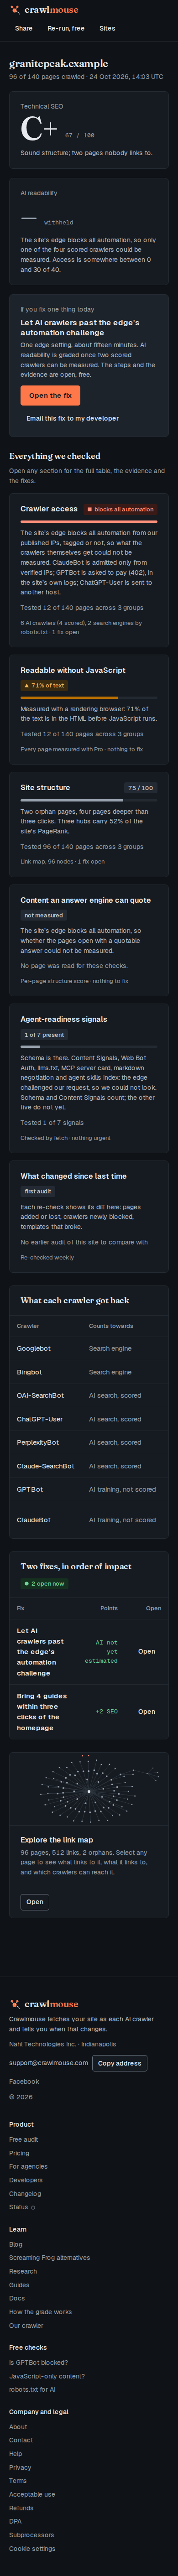 crawlmouse
Share Re-run, free Sites
granitepeak.example
96 of 140 pages crawled · 24 Oct 2026, 14:03 UTC
Technical SEO
C+ 67 / 100
Sound structure; two pages nobody links to.
AI readability
— withheld
The site's edge blocks all automation, so only
one of the four scored crawlers could be
measured. Access is somewhere between 0
and 30 of 40.
If you fix one thing today
Let AI crawlers past the edge's
automation challenge
One edge setting, about fifteen minutes. AI
readability is graded once two scored
crawlers can be measured. The steps and the
evidence are open, free.
Open the fix
Email this fix to my developer
Everything we checked
Open any section for the full table, the evidence and
the fixes.
Crawler access blocks all automation
The site's edge blocks all automation from our
published IPs, tagged or not, so what the
crawlers themselves get could not be
measured. ClaudeBot is admitted only from
verified IPs; GPTBot is asked to pay (402), in
the site's own logs; ChatGPT-User is sent to
another host.
Tested 12 of 140 pages across 3 groups
6 AI crawlers (4 scored), 2 search engines by
robots.txt · 1 fix open
Readable without JavaScript
71% of text
Measured with a rendering browser: 71% of
the text is in the HTML before JavaScript runs.
Tested 12 of 140 pages across 3 groups
Every page measured with Pro · nothing to fix
Site structure 75 / 100
Two orphan pages, four pages deeper than
three clicks. Three hubs carry 52% of the
site's PageRank.
Tested 96 of 140 pages across 3 groups
Link map, 96 nodes · 1 fix open
Content an answer engine can quote
not measured
The site's edge blocks all automation, so
whether the pages open with a quotable
answer could not be measured.
No page was read for these checks.
Per-page structure score · nothing to fix
Agent-readiness signals
1 of 7 present
Schema is there. Content Signals, Web Bot
Auth, llms.txt, MCP server card, markdown
negotiation and agent skills index: the edge
challenged our request, so we could not look.
Schema and Content Signals count; the other
five do not yet.
Tested 1 of 7 signals
Checked by fetch · nothing urgent
What changed since last time
first audit
Each re-check shows its diff here: pages
added or lost, crawlers newly blocked,
templates that broke.
No earlier audit of this site to compare with
Re-checked weekly
What each crawler got back
Crawler Counts towards
Googlebot Search engine
Bingbot Search engine
OAI-SearchBot AI search, scored
ChatGPT-User AI search, scored
PerplexityBot AI search, scored
Claude-SearchBot AI search, scored
GPTBot AI training, not scored
ClaudeBot AI training, not scored
Two fixes, in order of impact
2 open now
Fix Points Open
Let AI
crawlers past
the edge's
automation
challenge
AI not
yet
estimated
Open
Bring 4 guides
within three
clicks of the
homepage
+2 SEO
Open
Explore the link map
96 pages, 512 links, 2 orphans. Select any
page to see what links to it, what it links to,
and which crawlers can reach it.
Open
crawlmouse
Crawlmouse fetches your site as each AI crawler
and tells you when that changes.
Nahl Technologies Inc. · Indianapolis
support@crawlmouse.com Copy address
Facebook
© 2026
Product
Free audit
Pricing
For agencies
Developers
Changelog
Status
Learn
Blog
Screaming Frog alternatives
Research
Guides
Docs
How the grade works
Our crawler
Free checks
Is GPTBot blocked?
JavaScript-only content?
robots.txt for AI
Company and legal
About
Contact
Help
Privacy
Terms
Acceptable use
Refunds
DPA
Subprocessors
Cookie settings